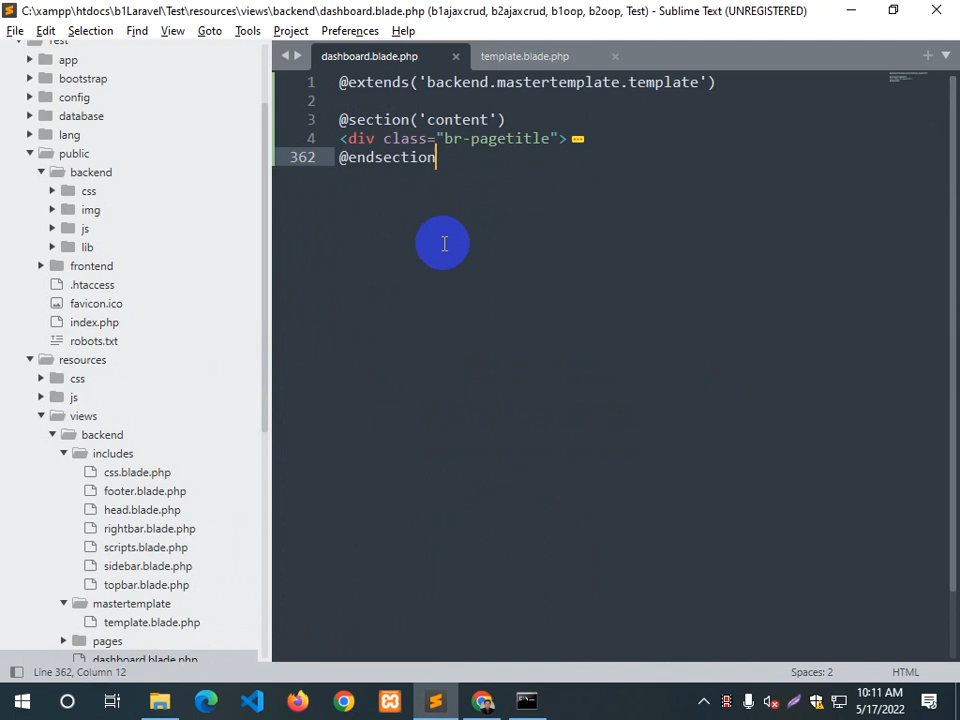 C:\xampp\htdocs\b1Laravel\Test\resources\views\backend\dashboard.blade.php (b1ajaxcrud, b2ajaxcrud, b1oop, b2oop, Test) - Sublime Text (UNREGISTERED)
File Edit Selection Find View Goto Tools Project Preferences Help
Test
app
bootstrap
config
database
lang
public
backend
css
img
js
lib
frontend
.htaccess
favicon.ico
index.php
robots.txt
resources
css
js
views
backend
includes
css.blade.php
footer.blade.php
head.blade.php
rightbar.blade.php
scripts.blade.php
sidebar.blade.php
topbar.blade.php
mastertemplate
template.blade.php
pages
dashboard.blade.php
dashboard.blade.php template.blade.php
1 @extends('backend.mastertemplate.template')
2
3 @section('content')
4 <div class="br-pagetitle">
362 @endsection
Line 362, Column 12 Spaces: 2 HTML
10:11 AM
5/17/2022